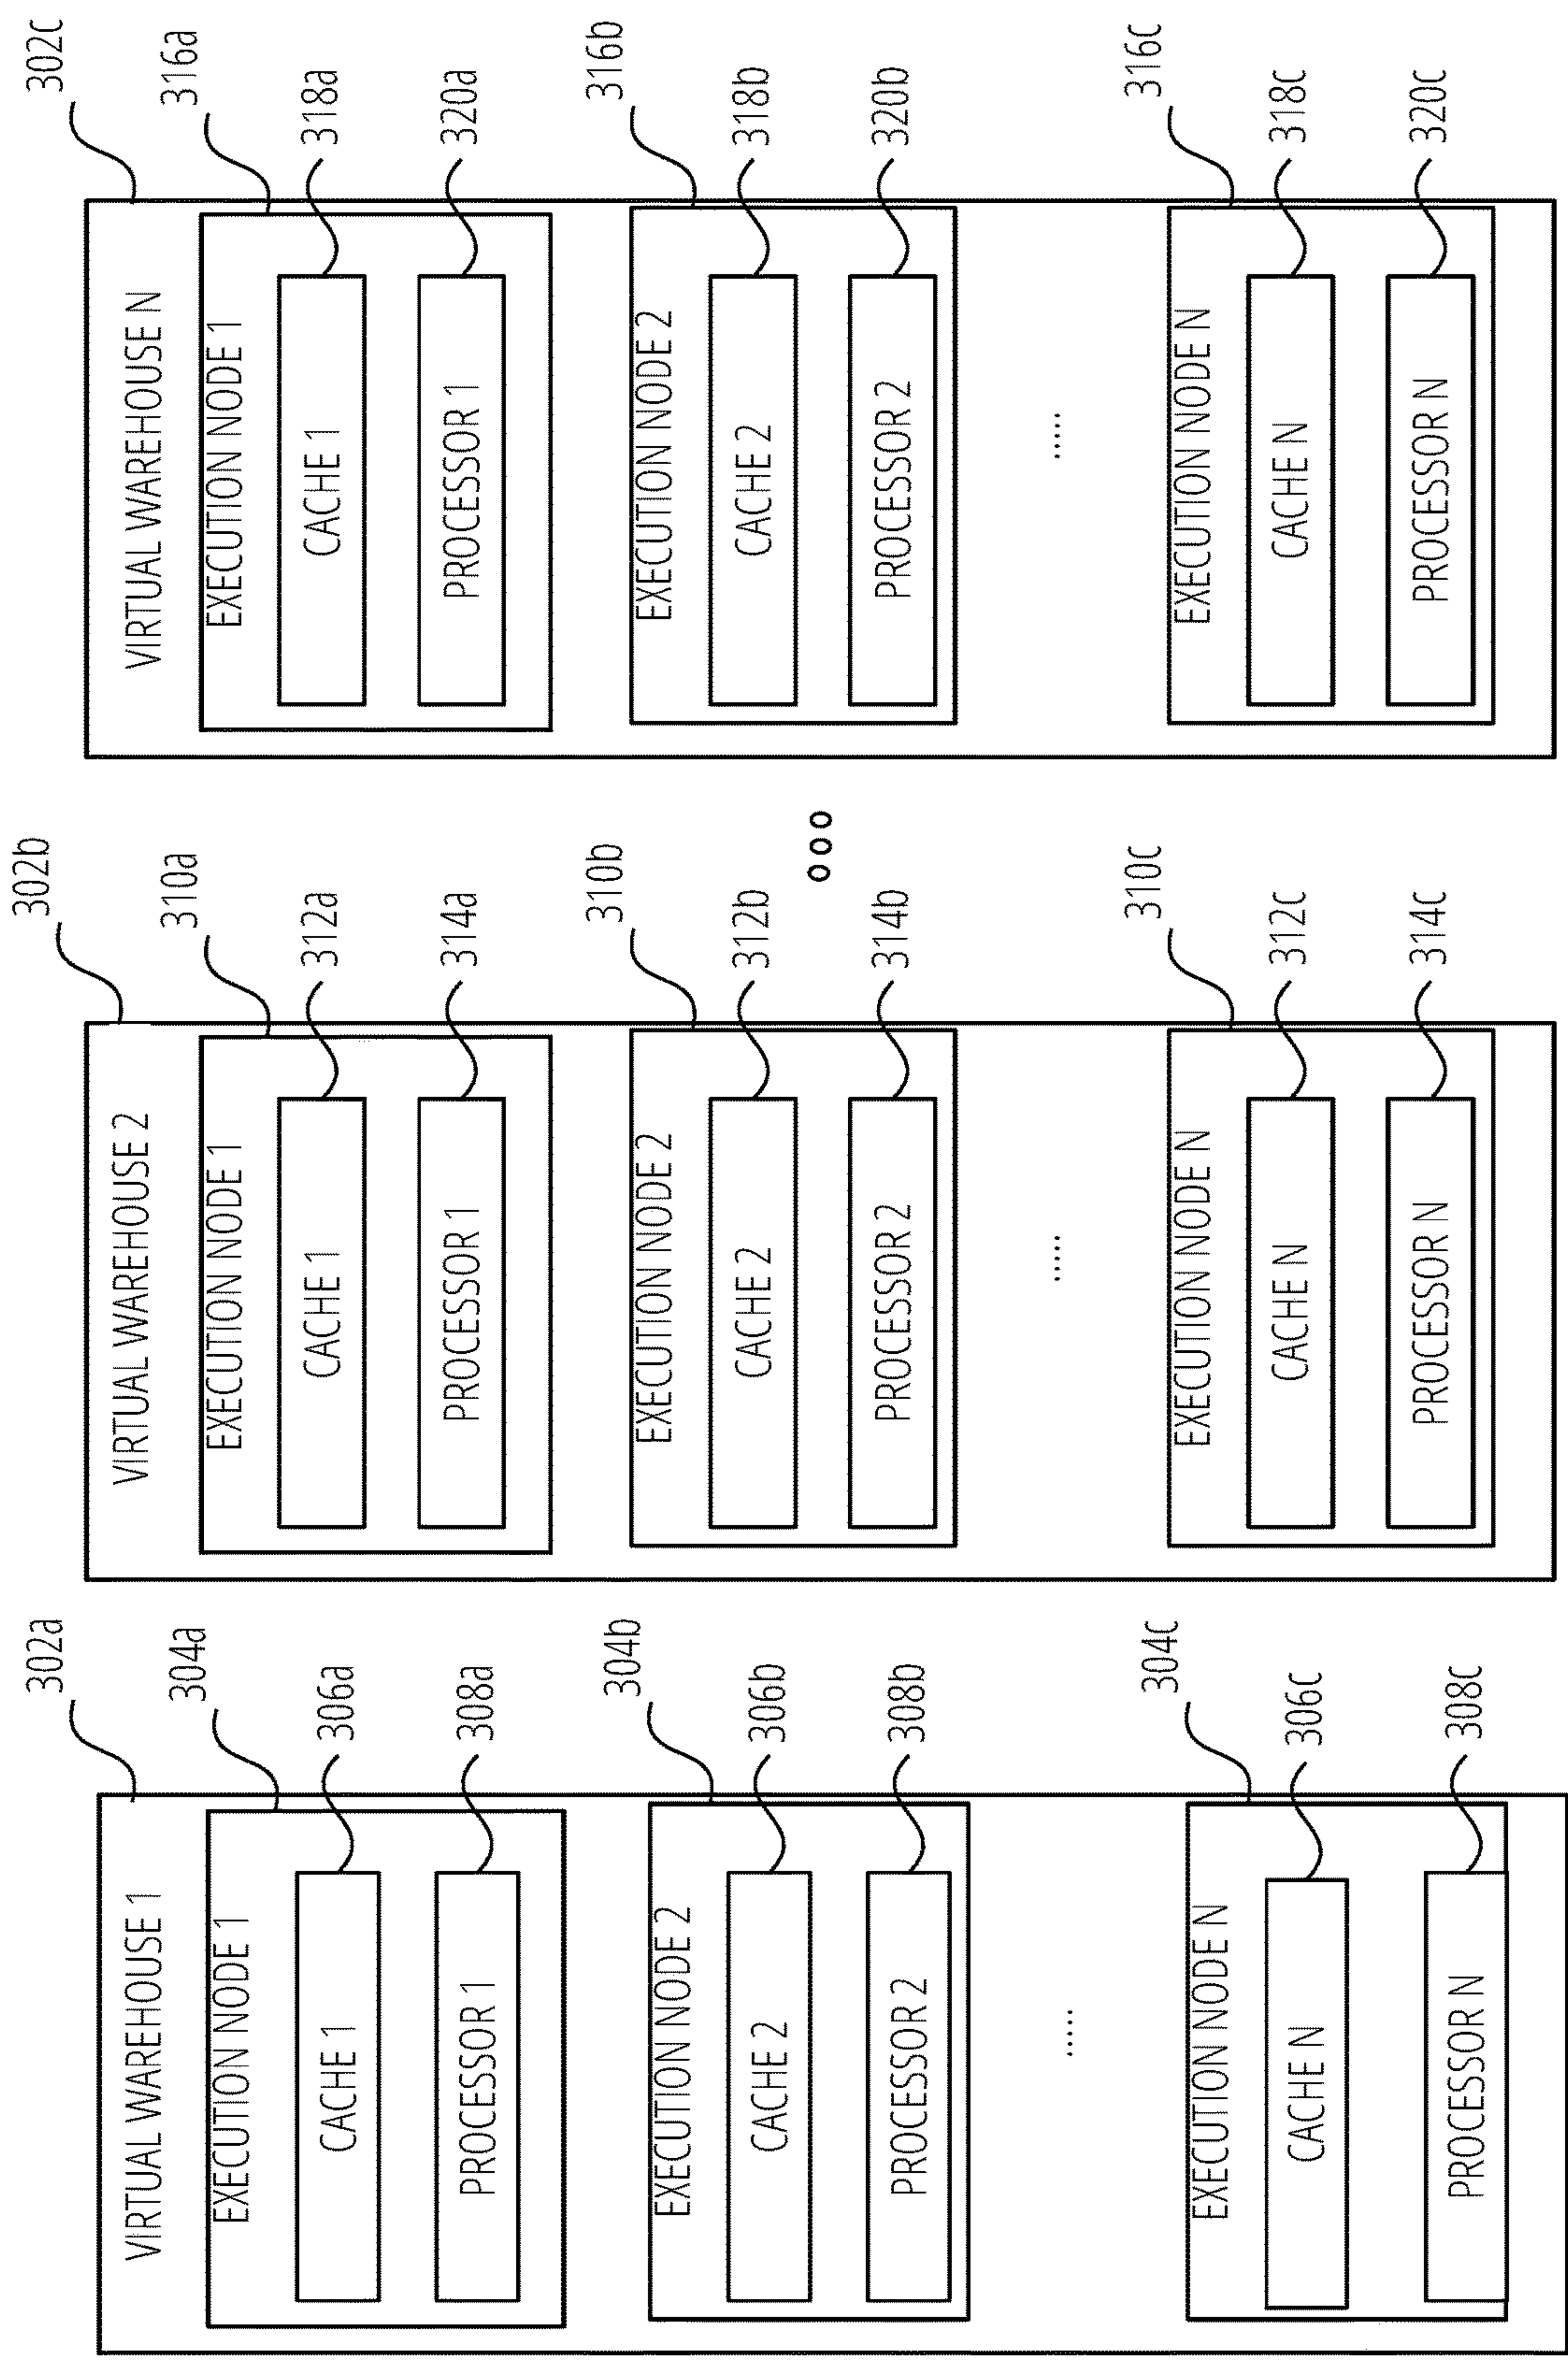 302a
VIRTUAL WAREHOUSE 1
304a
EXECUTION NODE 1
306a
CACHE 1
308a
PROCESSOR 1
304b
EXECUTION NODE 2
306b
CACHE 2
308b
PROCESSOR 2
.....
304c
EXECUTION NODE N
306c
CACHE N
308c
PROCESSOR N
302b
VIRTUAL WAREHOUSE 2
310a
EXECUTION NODE 1
312a
CACHE 1
314a
PROCESSOR 1
310b
EXECUTION NODE 2
312b
CACHE 2
314b
PROCESSOR 2
.....
310c
EXECUTION NODE N
312c
CACHE N
314c
PROCESSOR N
302c
VIRTUAL WAREHOUSE N
316a
EXECUTION NODE 1
318a
CACHE 1
320a
PROCESSOR 1
316b
EXECUTION NODE 2
318b
CACHE 2
320b
PROCESSOR 2
.....
316c
EXECUTION NODE N
318c
CACHE N
320c
PROCESSOR N